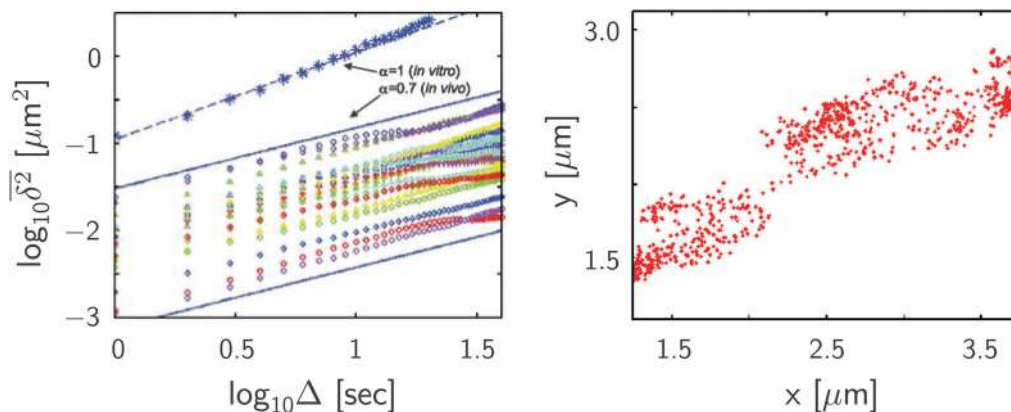 0
−1
−2
−3
log₁₀ δ̅²̅ [μm²]
α=1 (in vitro)
α=0.7 (in vivo)
0 0.5 1 1.5
log₁₀Δ [sec]
3.0
1.5
y [μm]
1.5 2.5 3.5
x [μm]